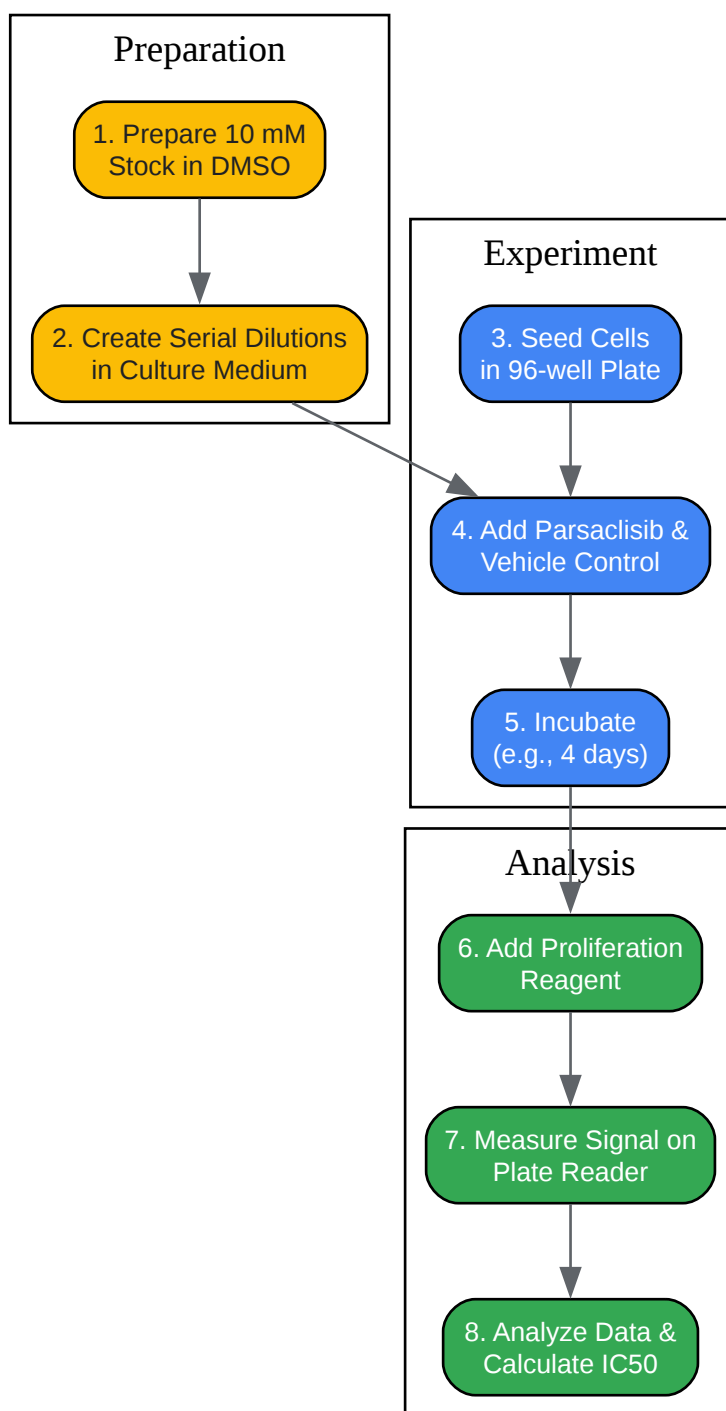 Preparation
1. Prepare 10 mM
Stock in DMSO
2. Create Serial Dilutions
in Culture Medium
Experiment
3. Seed Cells
in 96-well Plate
4. Add Parsaclisib &
Vehicle Control
5. Incubate
(e.g., 4 days)
Analysis
6. Add Proliferation
Reagent
7. Measure Signal on
Plate Reader
8. Analyze Data &
Calculate IC50